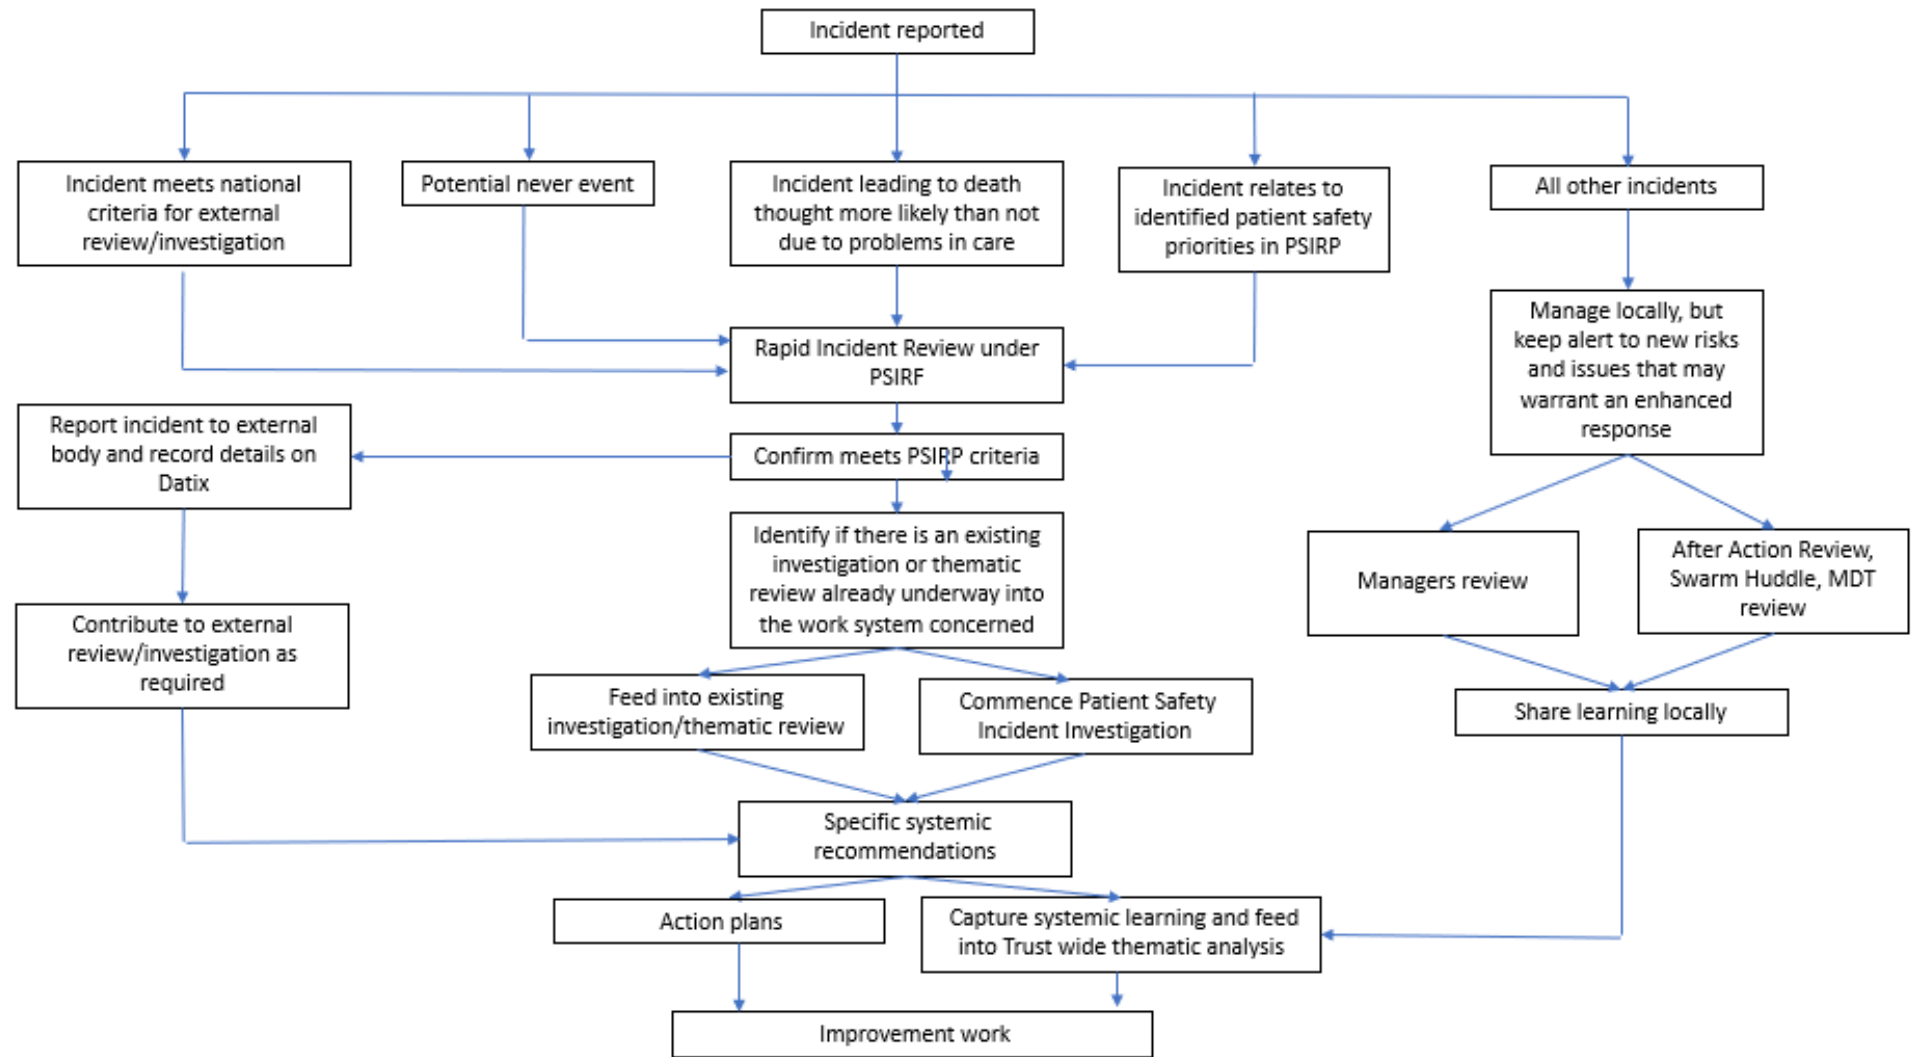 Incident reported
Incident meets national
criteria for external
review/investigation
Potential never event
Incident leading to death
thought more likely than not
due to problems in care
Incident relates to
identified patient safety
priorities in PSIRP
All other incidents
Manage locally, but
keep alert to new risks
and issues that may
warrant an enhanced
response
Rapid Incident Review under
PSIRF
Report incident to external
body and record details on
Datix
Confirm meets PSIRP criteria
Identify if there is an existing
investigation or thematic
review already underway into
the work system concerned
Managers review
After Action Review,
Swarm Huddle, MDT
review
Contribute to external
review/investigation as
required
Feed into existing
investigation/thematic review
Commence Patient Safety
Incident Investigation
Share learning locally
Specific systemic
recommendations
Action plans
Capture systemic learning and feed
into Trust wide thematic analysis
Improvement work